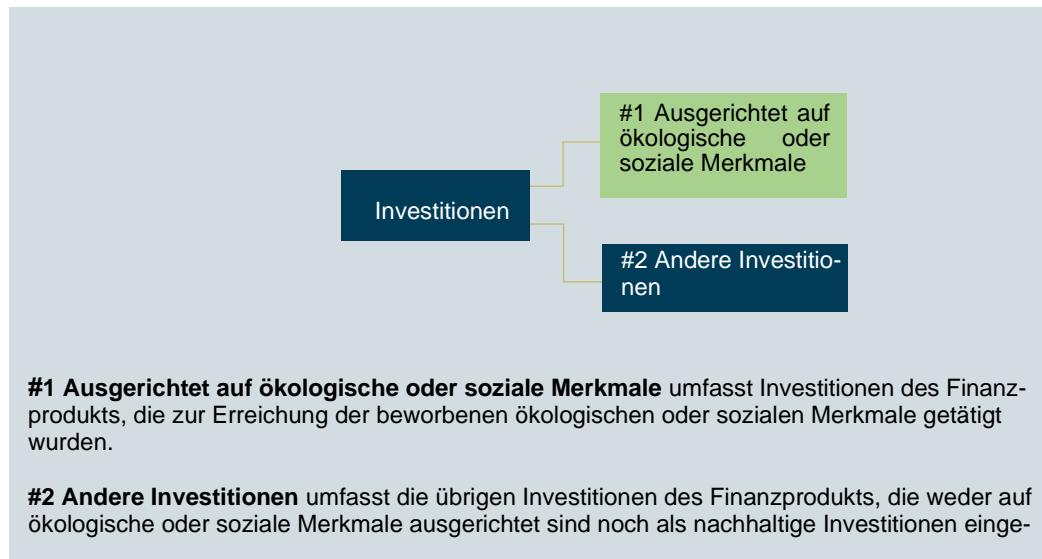 #1 Ausgerichtet auf
ökologische oder
soziale Merkmale
Investitionen
#2 Andere Investitio-
nen
#1 Ausgerichtet auf ökologische oder soziale Merkmale umfasst Investitionen des Finanz-
produkts, die zur Erreichung der beworbenen ökologischen oder sozialen Merkmale getätigt
wurden.
#2 Andere Investitionen umfasst die übrigen Investitionen des Finanzprodukts, die weder auf
ökologische oder soziale Merkmale ausgerichtet sind noch als nachhaltige Investitionen einge-